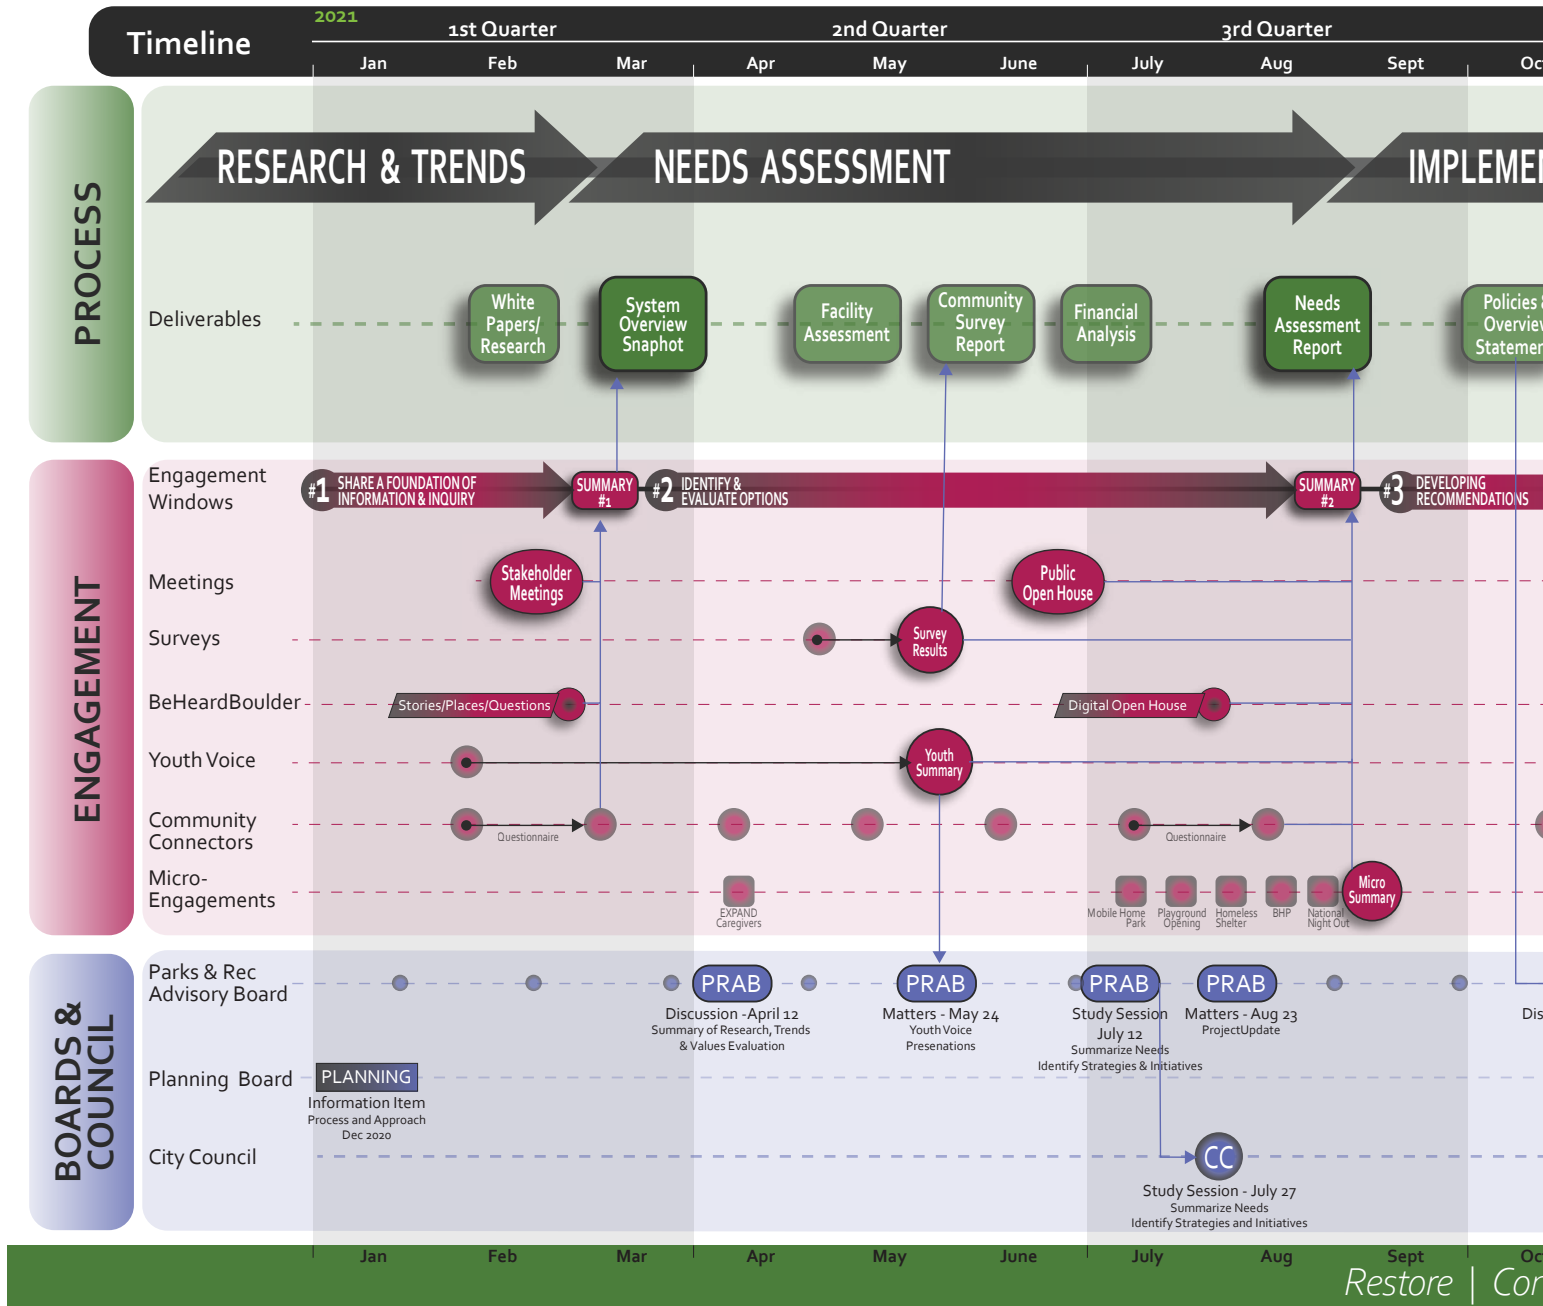 2021
Timeline
1st Quarter
2nd Quarter
3rd Quarter
Jan
Feb
Mar
Apr
May
June
July
Aug
Sept
Oc
PROCESS
RESEARCH & TRENDS
NEEDS ASSESSMENT
IMPLEMEN
Deliverables
White
Papers/
Research
System
Overview
Snaphot
Facility
Assessment
Community
Survey
Report
Financial
Analysis
Needs
Assessment
Report
Policies &
Overview
Statemen
ENGAGEMENT
Engagement
Windows
#1
SHARE A FOUNDATION OF
INFORMATION & INQUIRY
SUMMARY
#1
#2
IDENTIFY &
EVALUATE OPTIONS
SUMMARY
#2
#3
DEVELOPING
RECOMMENDATIONS
Meetings
Stakeholder
Meetings
Public
Open House
Surveys
Survey
Results
BeHeardBoulder
Stories/Places/Questions
Digital Open House
Youth Voice
Youth
Summary
Community
Connectors
Questionnaire
Questionnaire
Micro-
Engagements
EXPAND
Caregivers
Mobile Home
Park
Playground
Opening
Homeless
Shelter
BHP
National
Night Out
Micro
Summary
BOARDS &
COUNCIL
Parks & Rec
Advisory Board
PRAB
Discussion -April 12
Summary of Research, Trends
& Values Evaluation
PRAB
Matters - May 24
Youth Voice
Presenations
PRAB
Study Session
July 12
Summarize Needs
Identify Strategies & Initiatives
PRAB
Matters - Aug 23
ProjectUpdate
Dis
Planning Board
PLANNING
Information Item
Process and Approach
Dec 2020
City Council
CC
Study Session - July 27
Summarize Needs
Identify Strategies and Initiatives
Jan
Feb
Mar
Apr
May
June
July
Aug
Sept
Oc
Restore | Con